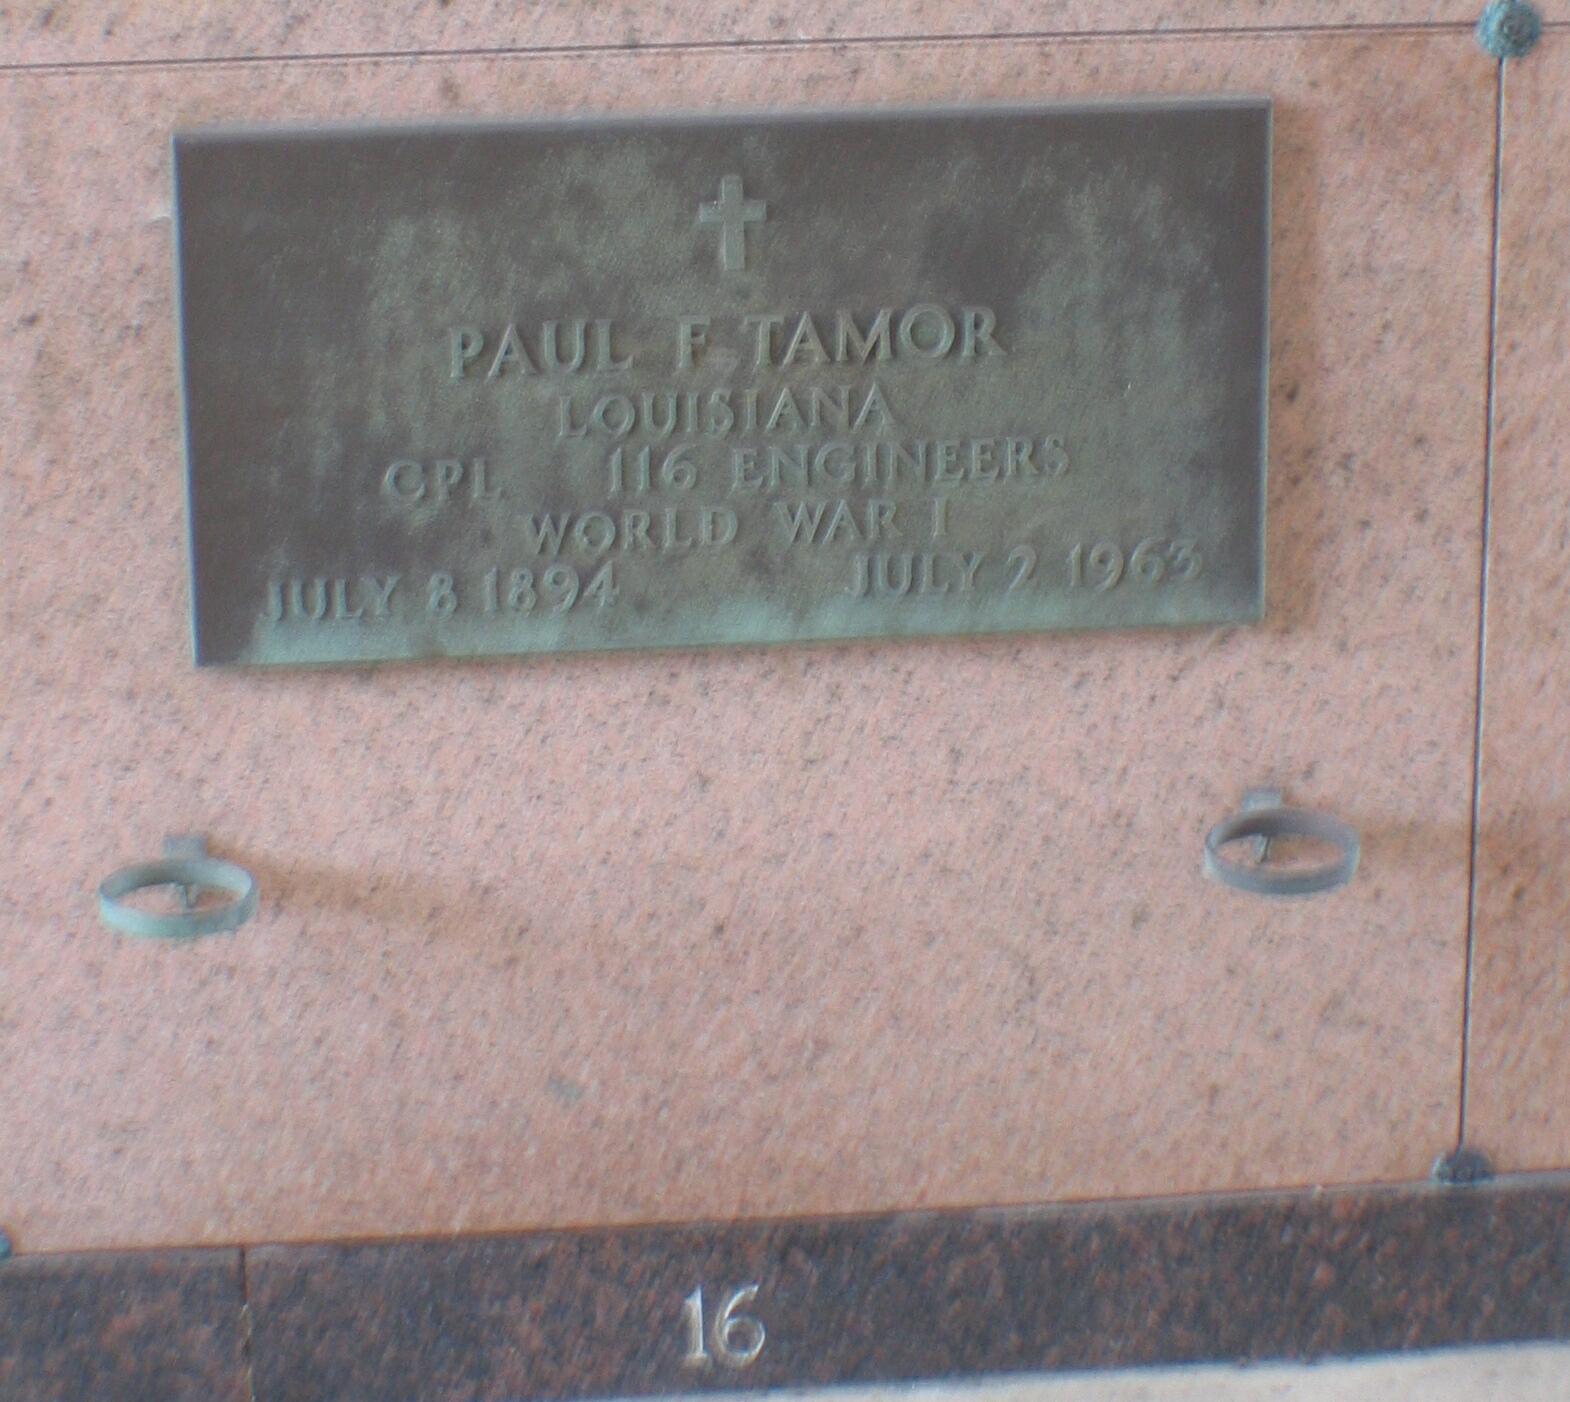 PAUL F TAMOR
LOUISIANA
CPL 116 ENGINEERS
WORLD WAR I
JULY 8 1894 JULY 2 1963
16